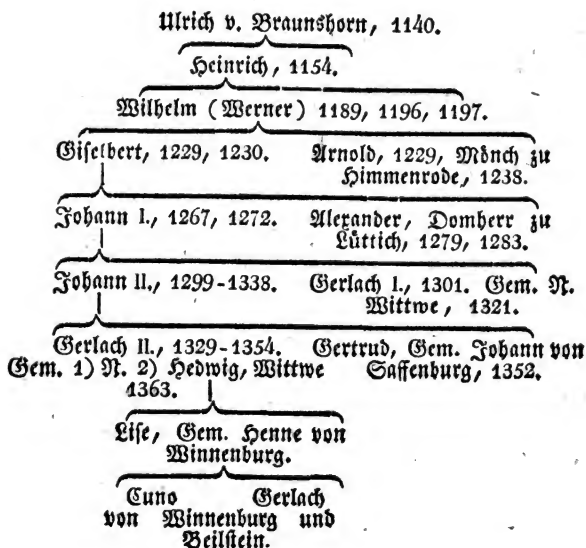 Ulrich v. Braunshorn, 1140.
Heinrich, 1154.
Wilhelm (Werner) 1189, 1196, 1197.
Giselbert, 1229, 1230. Arnold, 1229, Mönch zu
Himmenrode, 1238.
Johann I., 1267, 1272. Alexander, Domherr zu
Lüttich, 1279, 1283.
Johann II., 1299-1338. Gerlach I., 1301. Gem. N.
Wittwe, 1321.
Gerlach II., 1329-1354. Gertrud, Gem. Johann von
Gem. 1) N. 2) Hedwig, Wittwe Saffenburg, 1352.
1363.
Lise, Gem. Henne von
Winnenburg.
Cuno Gerlach
von Winnenburg und
Beilstein.